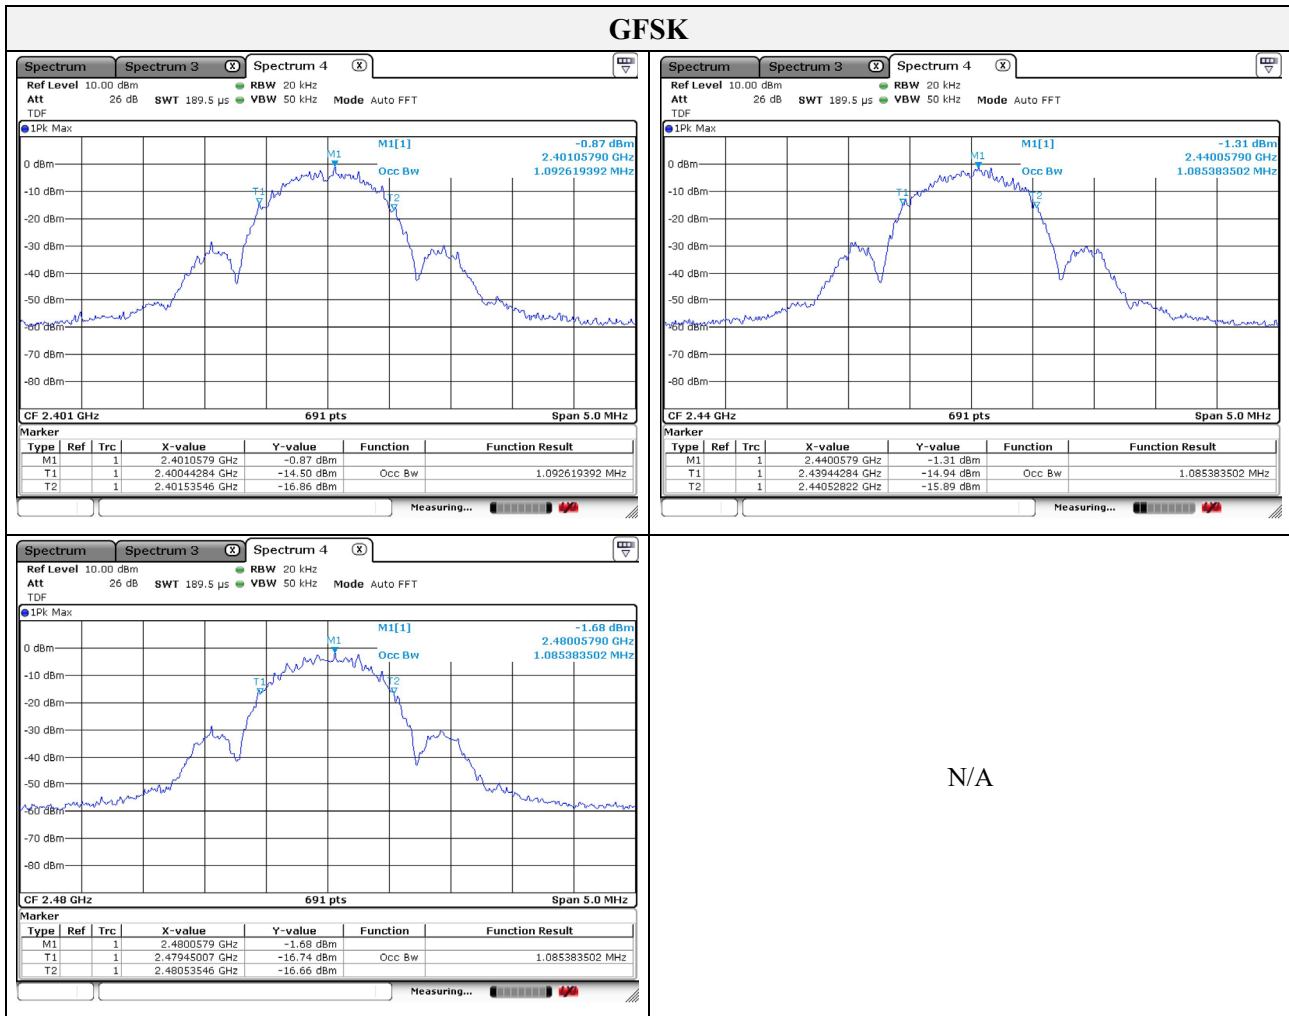 GFSK
Spectrum Spectrum 3 X Spectrum 4 X
Ref Level 10.00 dBm RBW 20 kHz
Att 26 dB SWT 189.5 µs VBW 50 kHz Mode Auto FFT
TDF
1Pk Max
M1[1] -0.87 dBm
2.40105790 GHz
Occ Bw 1.092619392 MHz
M1
T1
T2
0 dBm
-10 dBm
-20 dBm
-30 dBm
-40 dBm
-50 dBm
-60 dBm
-70 dBm
-80 dBm
CF 2.401 GHz 691 pts Span 5.0 MHz
Marker
Type Ref Trc X-value Y-value Function Function Result
M1 1 2.4010579 GHz -0.87 dBm
T1 1 2.40044284 GHz -14.50 dBm Occ Bw 1.092619392 MHz
T2 1 2.40153546 GHz -16.86 dBm
Measuring...
Spectrum Spectrum 3 X Spectrum 4 X
Ref Level 10.00 dBm RBW 20 kHz
Att 26 dB SWT 189.5 µs VBW 50 kHz Mode Auto FFT
TDF
1Pk Max
M1[1] -1.31 dBm
2.44005790 GHz
Occ Bw 1.085383502 MHz
M1
T1
T2
0 dBm
-10 dBm
-20 dBm
-30 dBm
-40 dBm
-50 dBm
-60 dBm
-70 dBm
-80 dBm
CF 2.44 GHz 691 pts Span 5.0 MHz
Marker
Type Ref Trc X-value Y-value Function Function Result
M1 1 2.4400579 GHz -1.31 dBm
T1 1 2.43944284 GHz -14.94 dBm Occ Bw 1.085383502 MHz
T2 1 2.44052822 GHz -15.89 dBm
Measuring...
Spectrum Spectrum 3 X Spectrum 4 X
Ref Level 10.00 dBm RBW 20 kHz
Att 26 dB SWT 189.5 µs VBW 50 kHz Mode Auto FFT
TDF
1Pk Max
M1[1] -1.68 dBm
2.48005790 GHz
Occ Bw 1.085383502 MHz
M1
T1
T2
0 dBm
-10 dBm
-20 dBm
-30 dBm
-40 dBm
-50 dBm
-60 dBm
-70 dBm
-80 dBm
CF 2.48 GHz 691 pts Span 5.0 MHz
Marker
Type Ref Trc X-value Y-value Function Function Result
M1 1 2.4800579 GHz -1.68 dBm
T1 1 2.47945007 GHz -16.74 dBm Occ Bw 1.085383502 MHz
T2 1 2.48053546 GHz -16.66 dBm
Measuring...
N/A